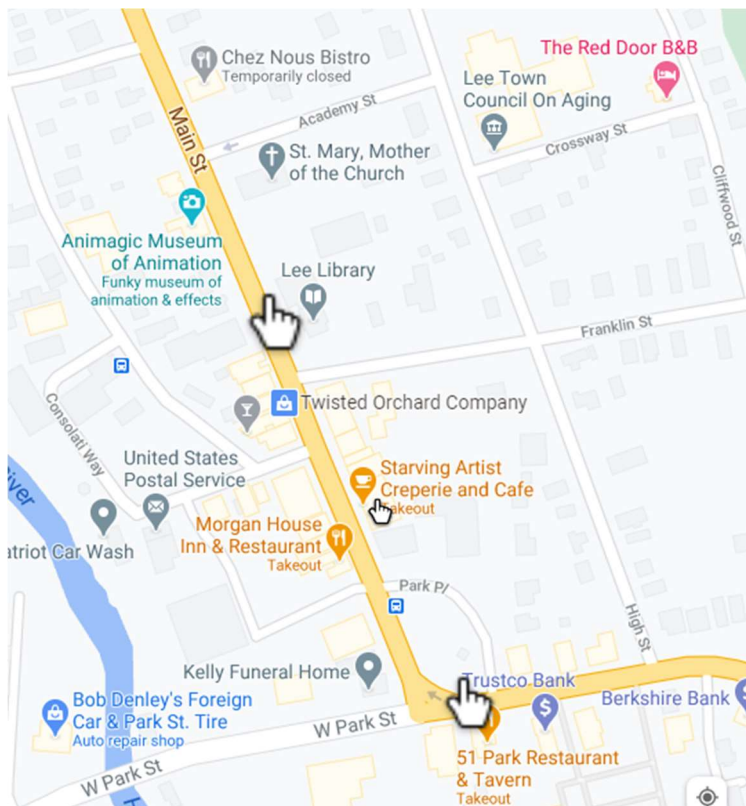 Chez Nous Bistro
Temporarily closed
The Red Door B&B
Lee Town
Council On Aging
Academy St
Main St
Crossway St
St. Mary, Mother
of the Church
Cliffwood St
Animagic Museum
of Animation
Funky museum of
animation & effects
Lee Library
Franklin St
Twisted Orchard Company
Consolati Way
United States
Postal Service
Starving Artist
Creperie and Cafe
Takeout
River
Morgan House
Inn & Restaurant
Takeout
atriot Car Wash
Park Pl
High St
Kelly Funeral Home
Trustco Bank
Berkshire Bank
Bob Denley's Foreign
Car & Park St. Tire
Auto repair shop
W Park St
W Park St
51 Park Restaurant
& Tavern
Takeout
H